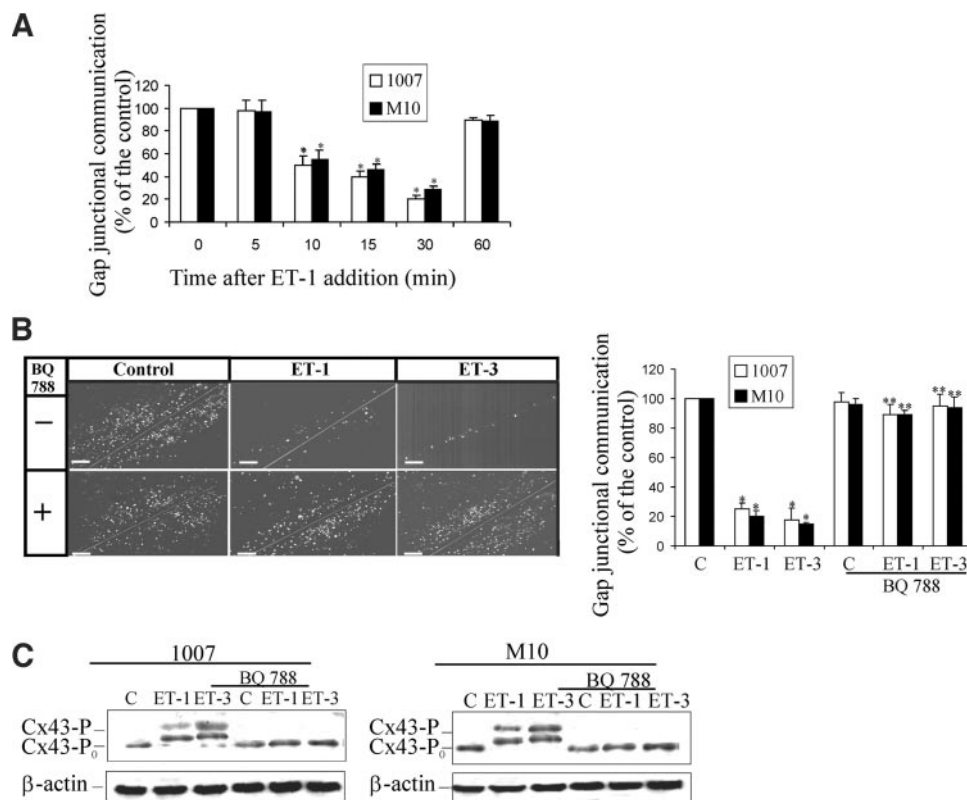 A
Gap junctional communication
(% of the control)
120
100
80
60
40
20
0
1007
M10
* * * * * *
0 5 10 15 30 60
Time after ET-1 addition (min)
B
BQ
788
Control ET-1 ET-3
−
+
Gap junctional communication
(% of the control)
120
100
80
60
40
20
0
1007
M10
* * * * ** ** ** **
C ET-1 ET-3 C ET-1 ET-3
BQ 788
C
1007
BQ 788
C ET-1 ET-3 C ET-1 ET-3
Cx43-P
Cx43-P0
β-actin
M10
BQ 788
C ET-1 ET-3 C ET-1 ET-3
Cx43-P
Cx43-P0
β-actin